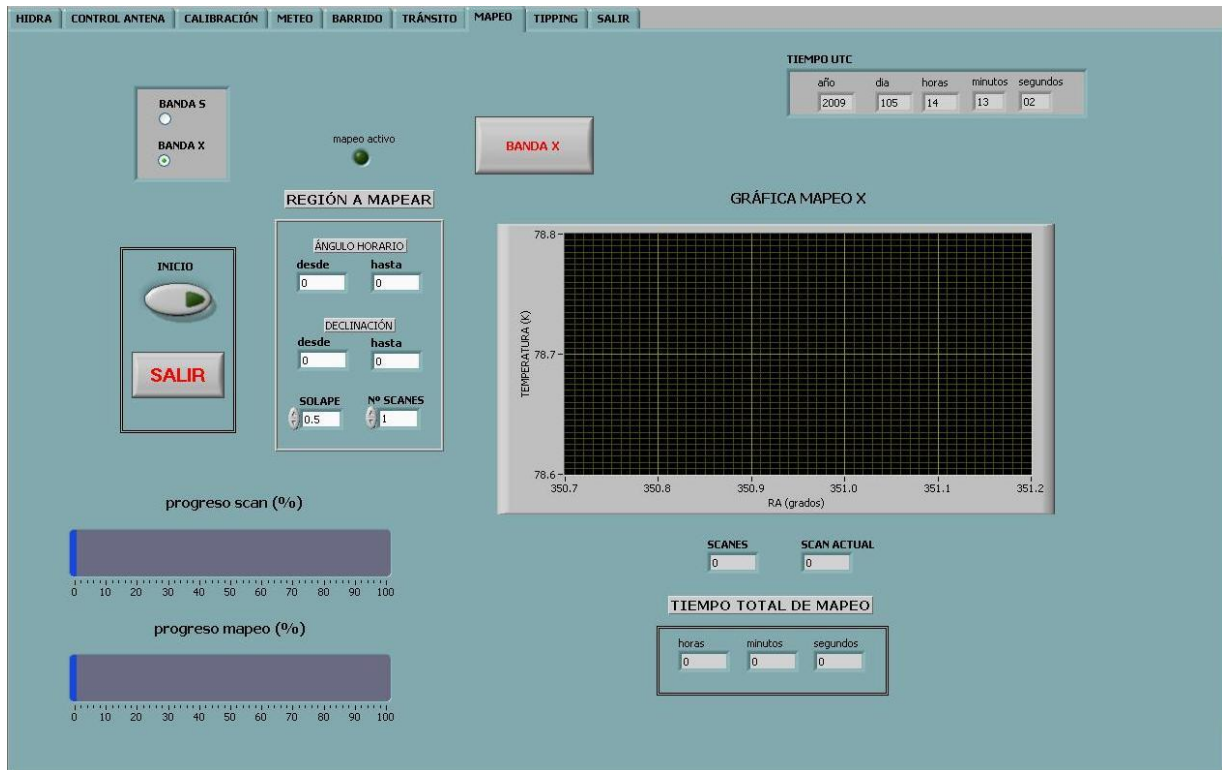 HIDRA CONTROL ANTENA CALIBRACIÓN METEO BARRIDO TRÁNSITO MAPEO TIPPING SALIR
TIEMPO UTC
año dia horas minutos segundos
2009 105 14 13 02
BANDA S
BANDA X
mapeo activo
BANDA X
REGIÓN A MAPEAR
ÁNGULO HORARIO
desde hasta
0 0
DECLINACIÓN
desde hasta
0 0
SOLAPE Nº SCANES
0.5 1
INICIO
SALIR
GRÁFICA MAPEO X
TEMPERATURA (K)
78.8
78.7
78.6
350.7 350.8 350.9 351.0 351.1 351.2
RA (grados)
progreso scan (%)
0 10 20 30 40 50 60 70 80 90 100
progreso mapeo (%)
0 10 20 30 40 50 60 70 80 90 100
SCANES SCAN ACTUAL
0 0
TIEMPO TOTAL DE MAPEO
horas minutos segundos
0 0 0